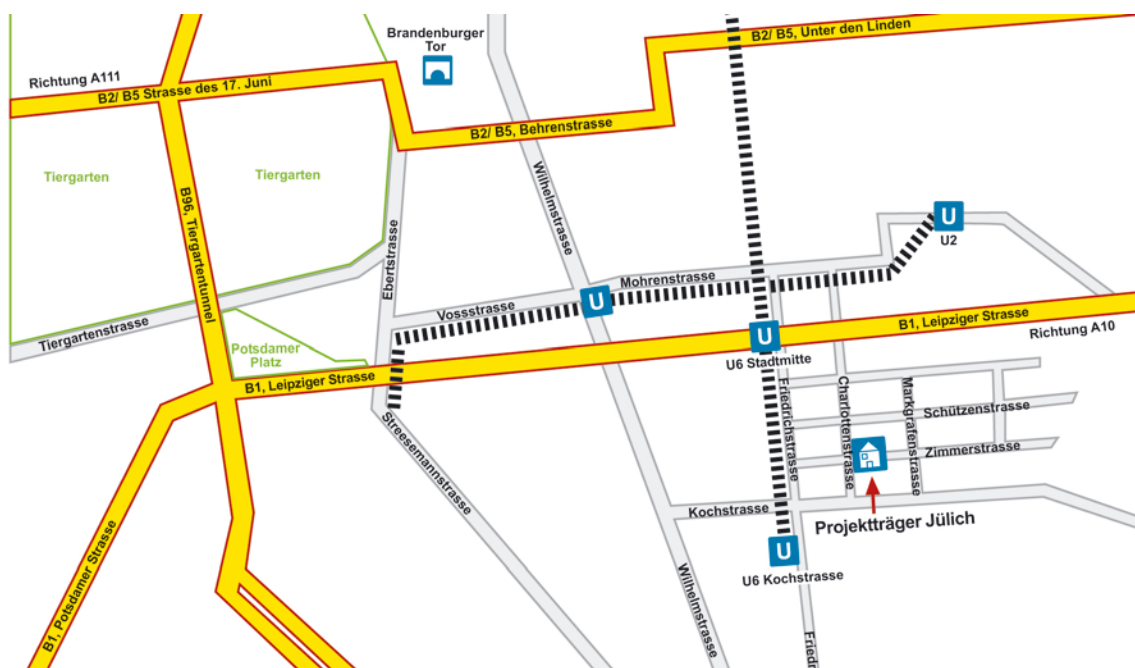 Brandenburger
Tor
B2/ B5, Unter den Linden
Richtung A111
B2/ B5 Strasse des 17. Juni
B2/ B5, Behrenstrasse
Tiergarten
Tiergarten
B96, Tiergartentunnel
Wilhelmstrasse
Ebertstrasse
U
U2
Mohrenstrasse
U
Vossstrasse
Tiergartenstrasse
B1, Leipziger Strasse
Richtung A10
U
U6 Stadtmitte
Potsdamer
Platz
B1, Leipziger Strasse
Friedrichstrasse
Charlottenstrasse
Markgrafenstrasse
Schützenstrasse
Streesemannstrasse
Zimmerstrasse
Kochstrasse
Projektträger Jülich
U
U6 Kochstrasse
B1, Potsdamer Strasse
Wilhelmstrasse
Friedr